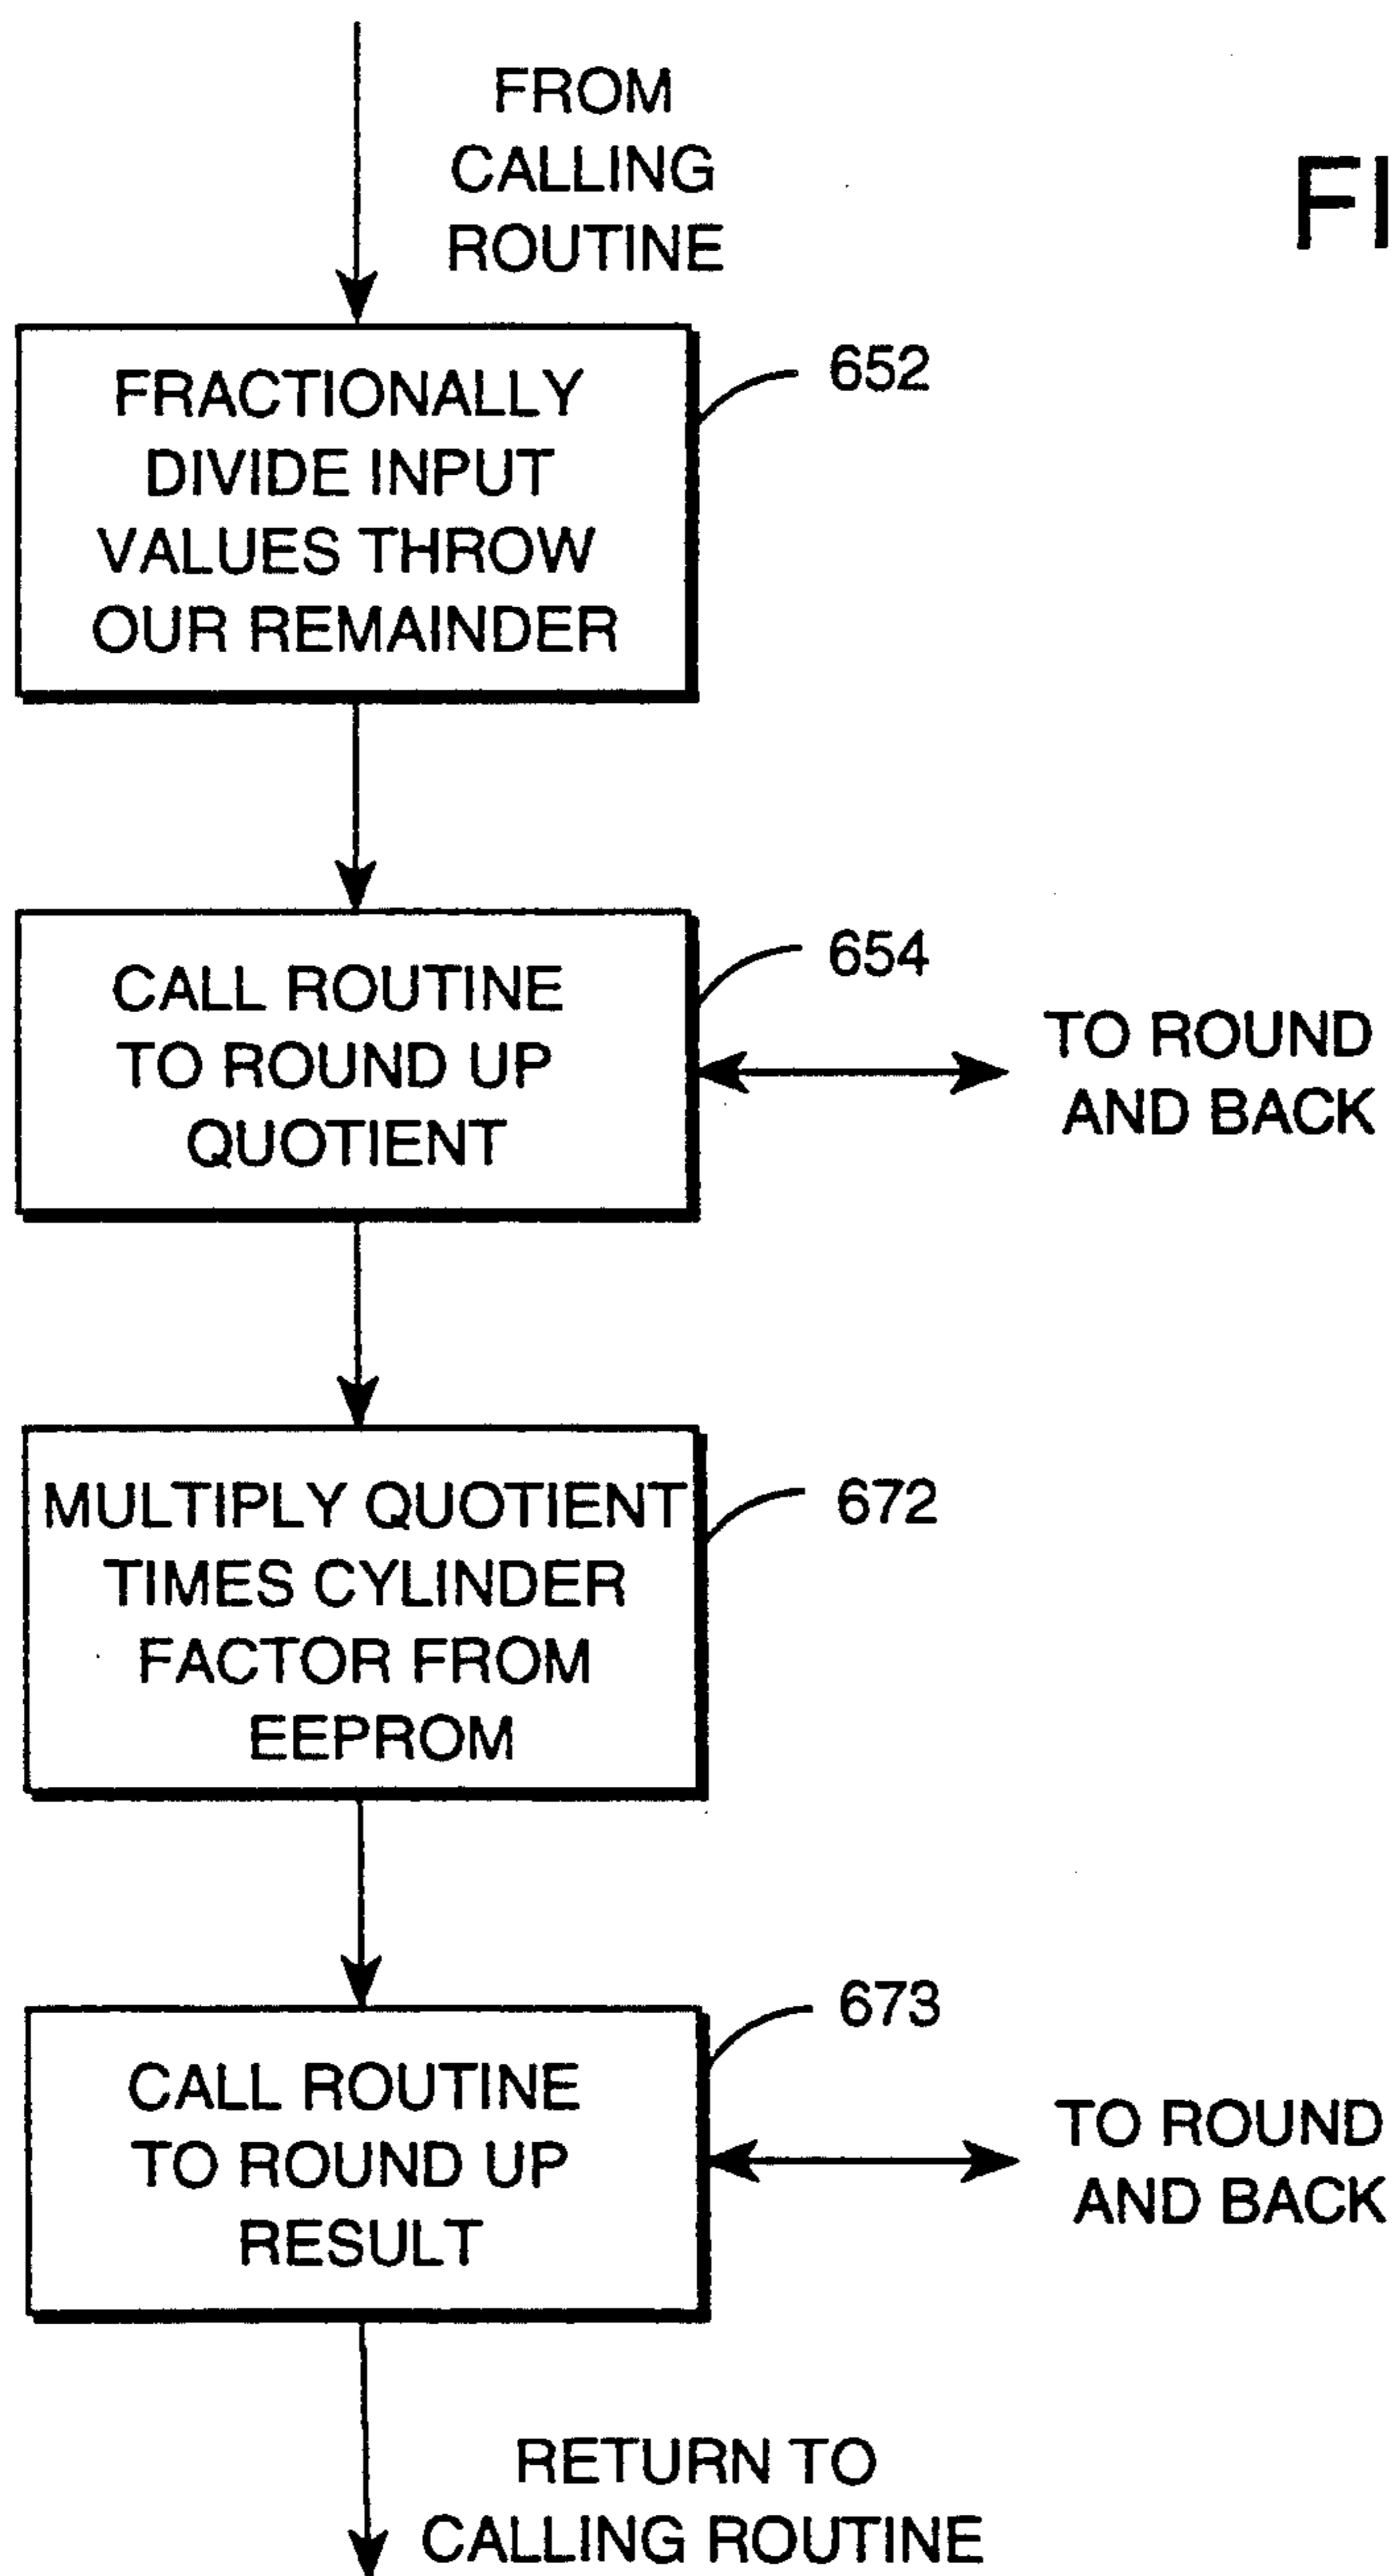 FROM
CALLING
ROUTINE
FI
FRACTIONALLY
DIVIDE INPUT
VALUES THROW
OUR REMAINDER
652
CALL ROUTINE
TO ROUND UP
QUOTIENT
654
TO ROUND
AND BACK
MULTIPLY QUOTIENT
TIMES CYLINDER
FACTOR FROM
EEPROM
672
CALL ROUTINE
TO ROUND UP
RESULT
673
TO ROUND
AND BACK
RETURN TO
CALLING ROUTINE